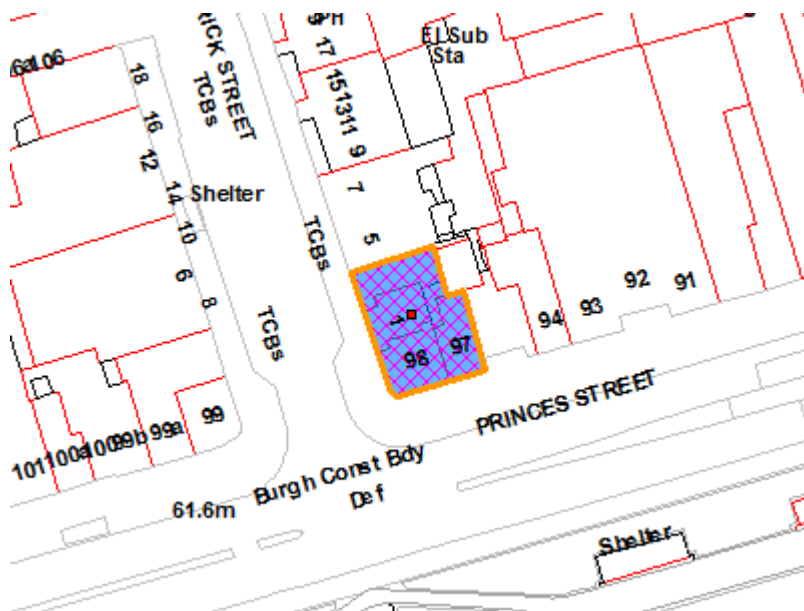 106
18
16
12
14
10
6
8
RICK STREET
TCBs
PH
17
15
13
11
9
7
5
El Sub
Sta
Shelter
TCBs
TCBs
1
98
97
94
93
92
91
PRINCES STREET
101
100a
100
99b
99a
99
61.6m
Burgh Const Bdy
Def
Shelter